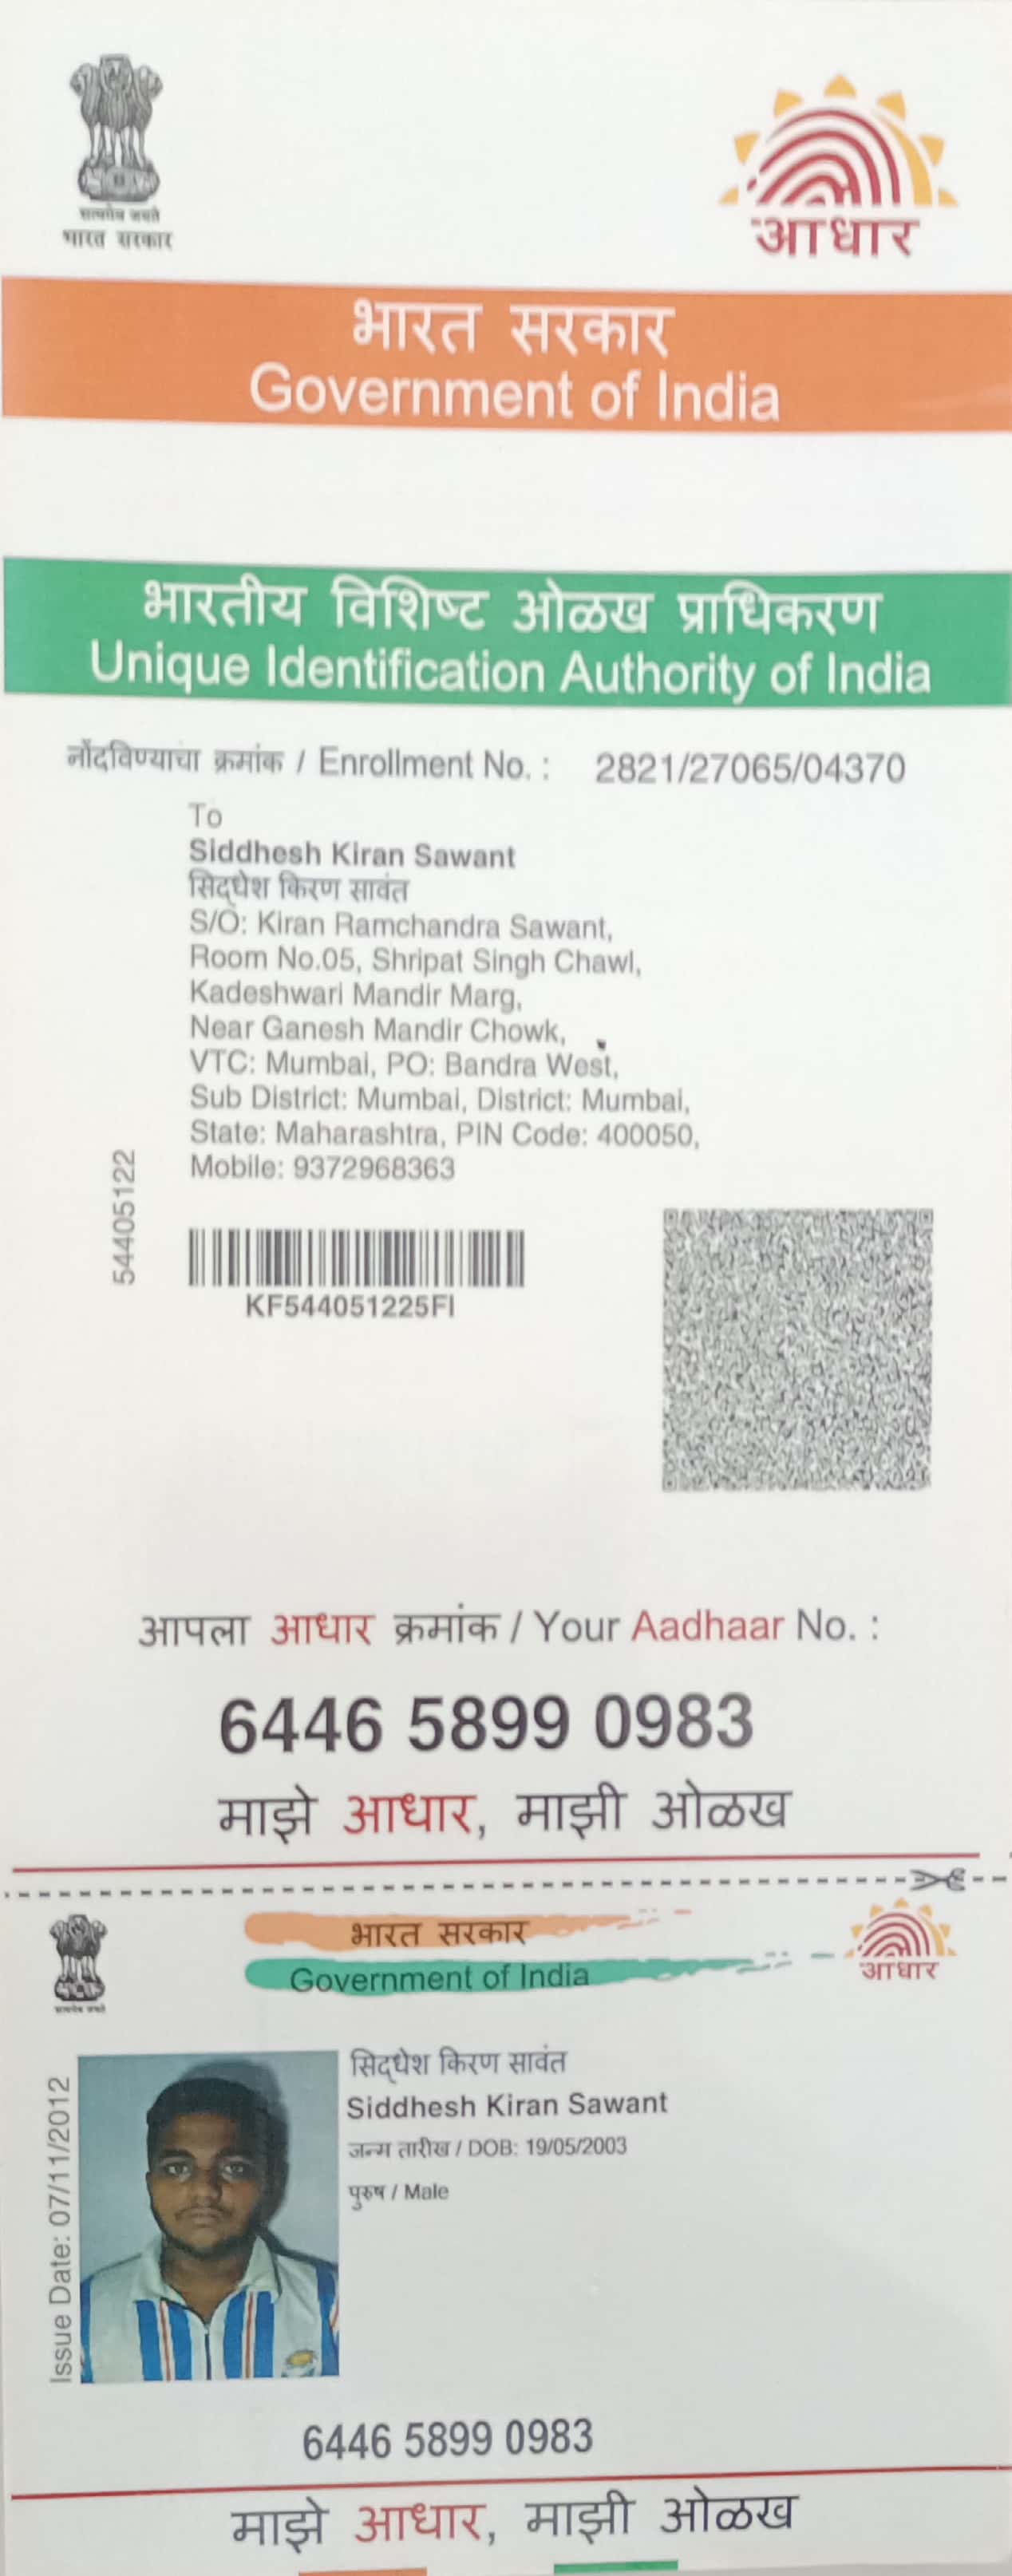 सत्यमेव जयते
भारत सरकार
आधार
भारत सरकार
Government of India
भारतीय विशिष्ट ओळख प्राधिकरण
Unique Identification Authority of India
नोंदविण्याचा क्रमांक / Enrollment No. : 2821/27065/04370
To
Siddhesh Kiran Sawant
सिद्धेश किरण सावंत
S/O: Kiran Ramchandra Sawant,
Room No.05, Shripat Singh Chawl,
Kadeshwari Mandir Marg,
Near Ganesh Mandir Chowk,
VTC: Mumbai, PO: Bandra West,
Sub District: Mumbai, District: Mumbai,
State: Maharashtra, PIN Code: 400050,
Mobile: 9372968363
54405122
KF544051225FI
आपला आधार क्रमांक / Your Aadhaar No. :
6446 5899 0983
माझे आधार, माझी ओळख
भारत सरकार
Government of India
आधार
सत्यमेव जयते
Issue Date: 07/11/2012
सिद्धेश किरण सावंत
Siddhesh Kiran Sawant
जन्म तारीख / DOB: 19/05/2003
पुरुष / Male
6446 5899 0983
माझे आधार, माझी ओळख